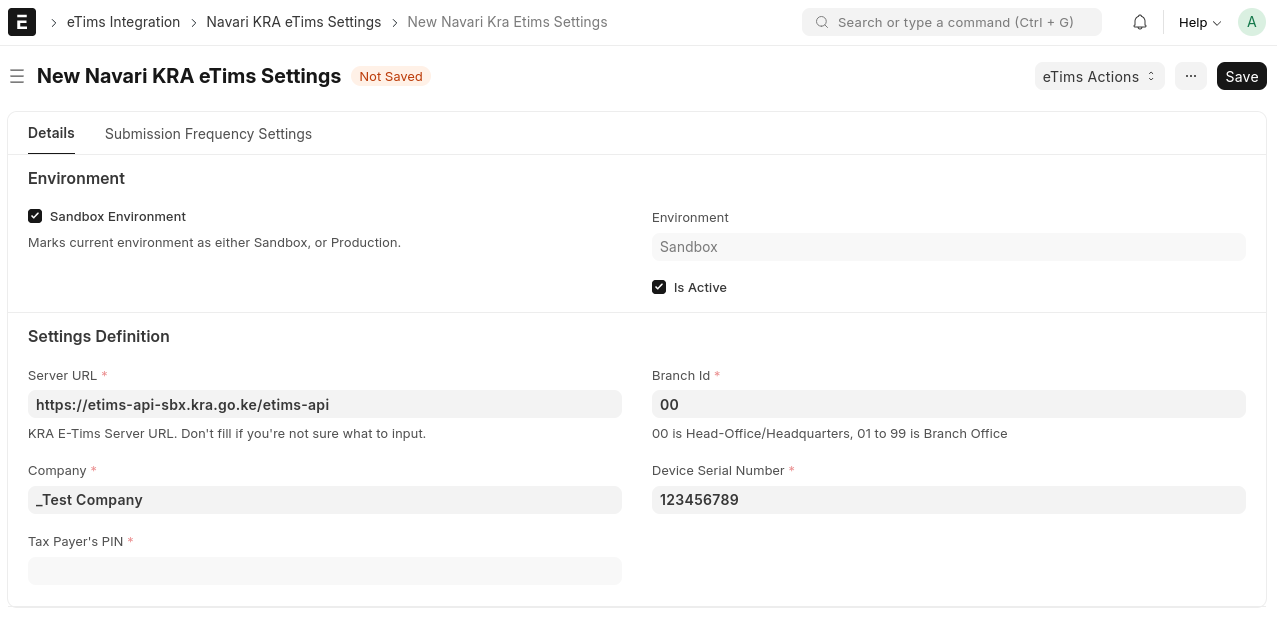 E > eTims Integration > Navari KRA eTims Settings > New Navari Kra Etims Settings Search or type a command (Ctrl + G) Help A
New Navari KRA eTims Settings Not Saved eTims Actions ··· Save
Details Submission Frequency Settings
Environment
Sandbox Environment
Marks current environment as either Sandbox, or Production.
Environment
Sandbox
Is Active
Settings Definition
Server URL *
https://etims-api-sbx.kra.go.ke/etims-api
KRA E-Tims Server URL. Don't fill if you're not sure what to input.
Branch Id *
00
00 is Head-Office/Headquarters, 01 to 99 is Branch Office
Company *
_Test Company
Device Serial Number *
123456789
Tax Payer's PIN *